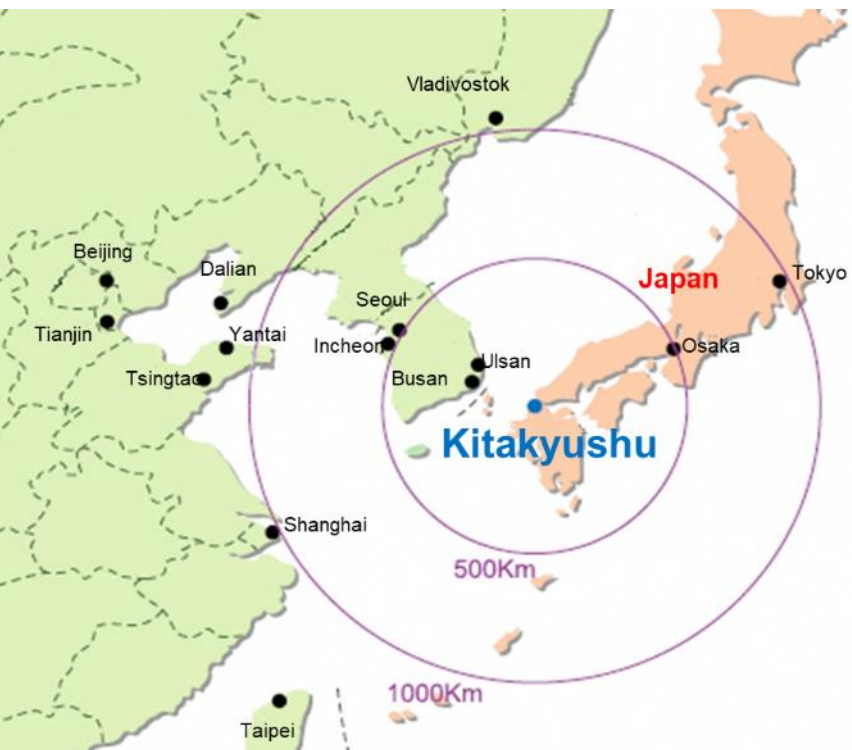 Vladivostok
Beijing
Dalian
Japan
Tokyo
Seoul
Tianjin
Yantai
Incheon
Osaka
Ulsan
Tsingtao
Busan
Kitakyushu
Shanghai
500Km
1000Km
Taipei